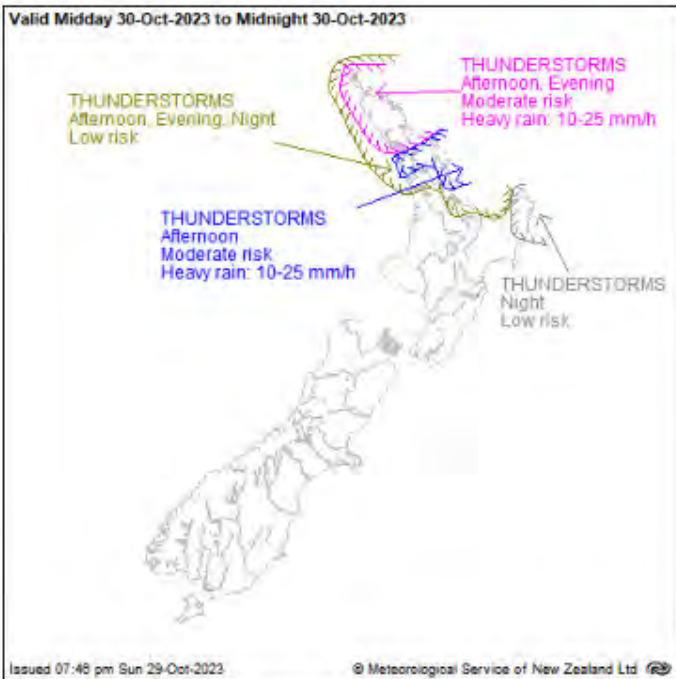 Valid Midday 30-Oct-2023 to Midnight 30-Oct-2023
THUNDERSTORMS
Afternoon, Evening
Moderate risk
Heavy rain: 10-25 mm/h
THUNDERSTORMS
Afternoon, Evening, Night
Low risk
THUNDERSTORMS
Afternoon
Moderate risk
Heavy rain: 10-25 mm/h
THUNDERSTORMS
Night
Low risk
Issued 07:46 pm Sun 29-Oct-2023
© Meteorological Service of New Zealand Ltd